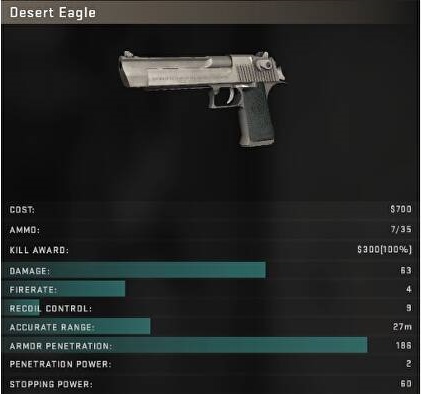 Desert Eagle
COST: $700
AMMO: 7/35
KILL AWARD: $300(100%)
DAMAGE: 63
FIRERATE: 4
RECOIL CONTROL: 9
ACCURATE RANGE: 27m
ARMOR PENETRATION: 186
PENETRATION POWER: 2
STOPPING POWER: 60